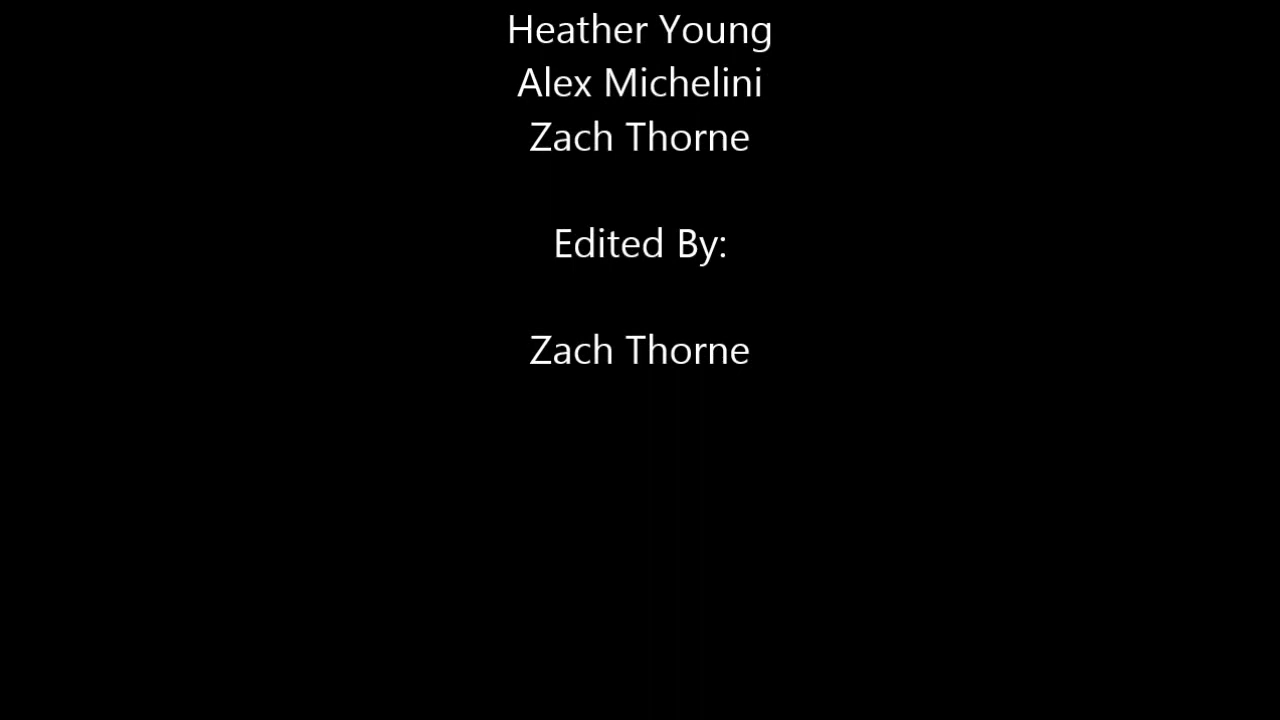 Heather Young
Alex Michelini
Zach Thorne
Edited By:
Zach Thorne